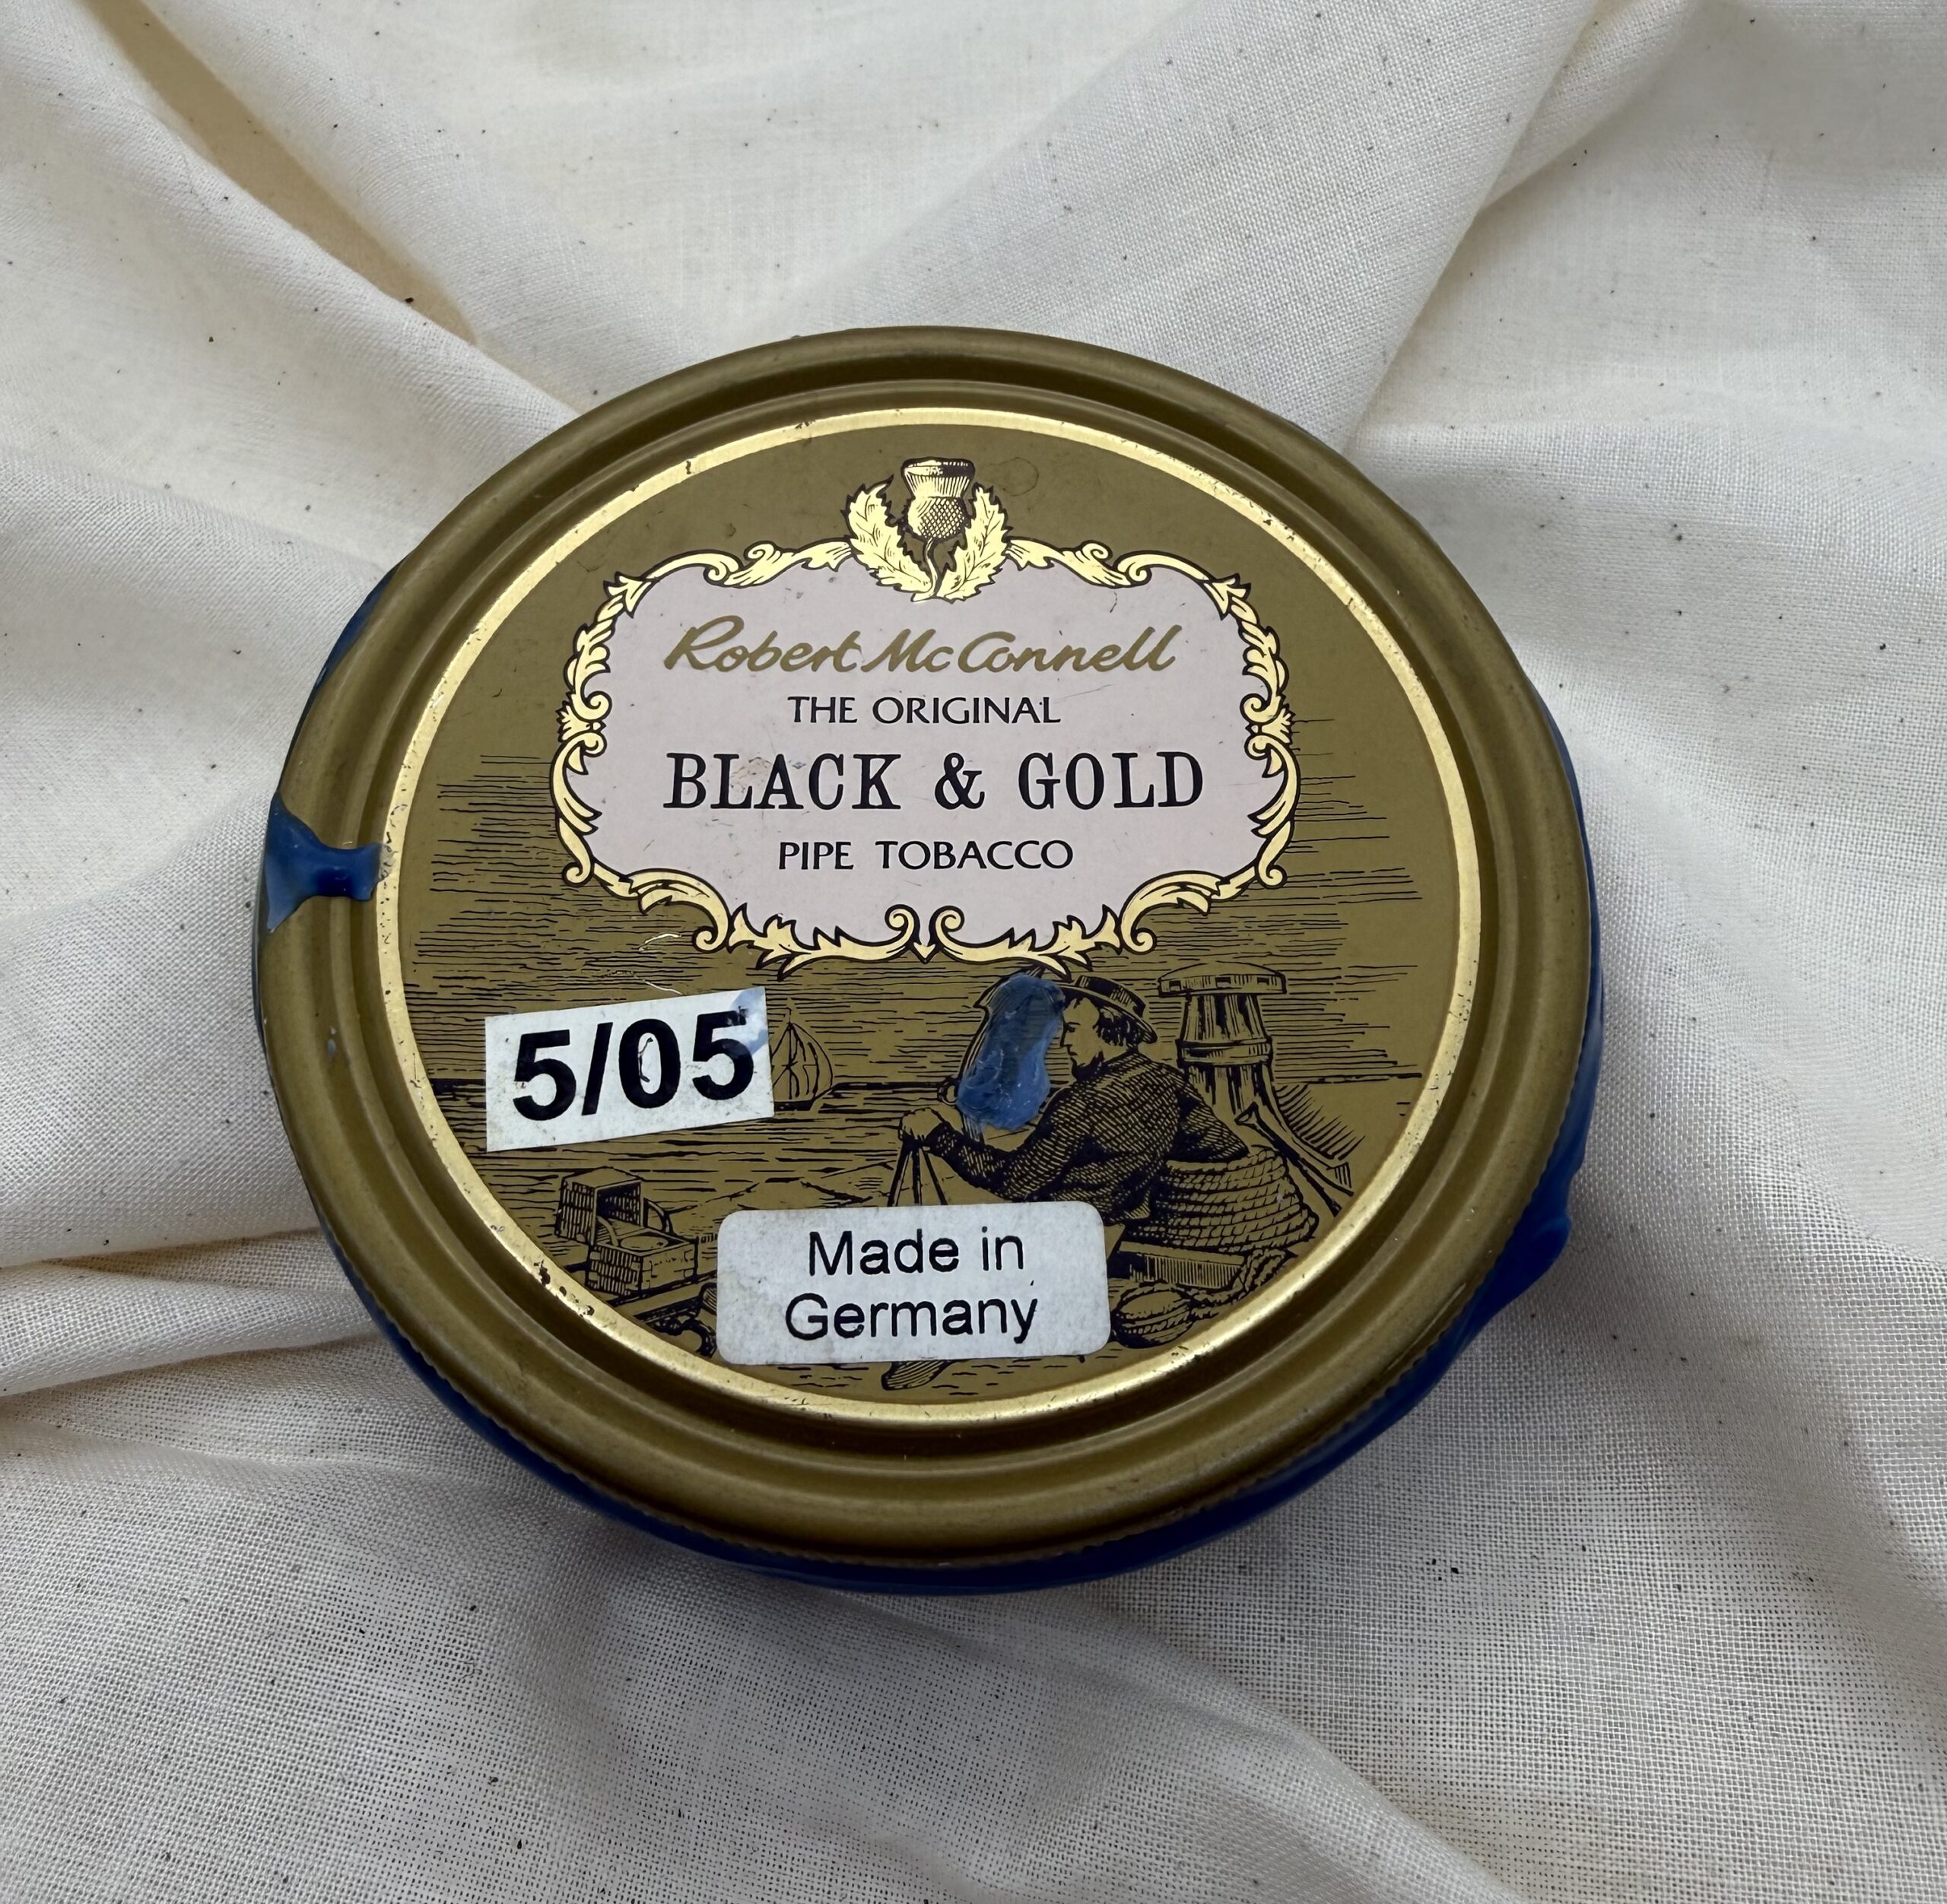 Robert McConnell
THE ORIGINAL
BLACK & GOLD
PIPE TOBACCO
5/05
Made in
Germany